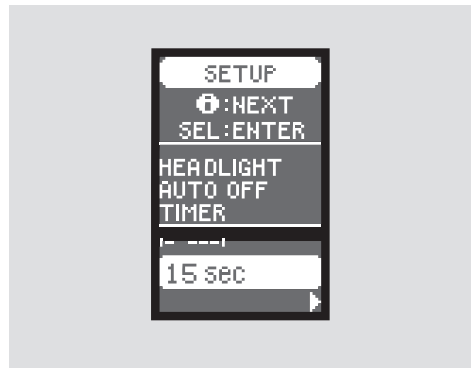 SETUP
i:NEXT
SEL:ENTER
HEADLIGHT
AUTO OFF
TIMER
15 sec